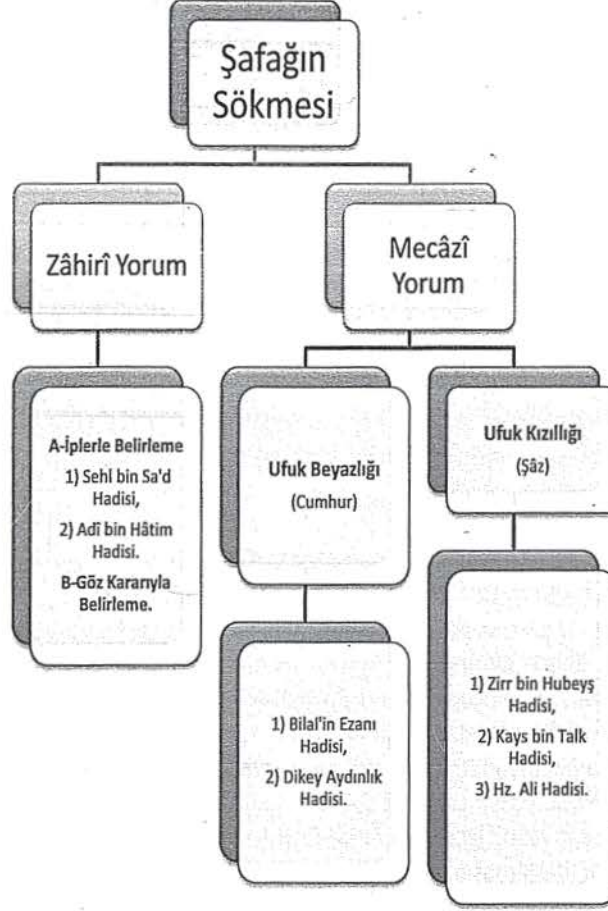 Şafağın
Sökmesi
Zâhirî Yorum
Mecâzî
Yorum
A-İplerle Belirleme
1) Sehl bin Sa'd
Hadisi,
2) Adî bin Hâtim
Hadisi.
B-Göz Kararıyla
Belirleme.
Ufuk Beyazlığı
(Cumhur)
Ufuk Kızıllığı
(Şâz)
1) Bilal'in Ezanı
Hadisi,
2) Dikey Aydınlık
Hadisi.
1) Zirr bin Hubeyş
Hadisi,
2) Kays bin Talk
Hadisi,
3) Hz. Ali Hadisi.